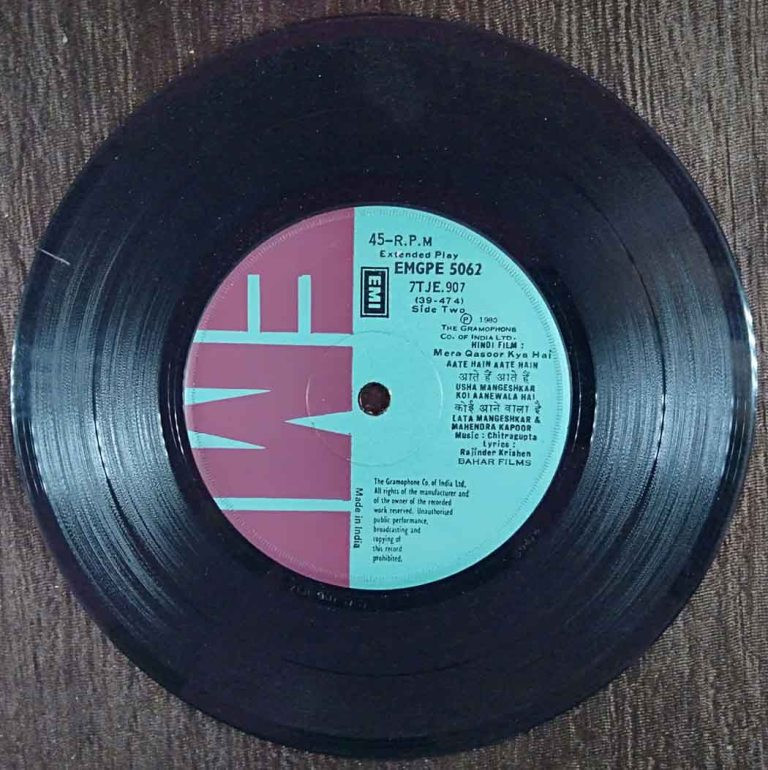 45-R.P.M
Extended Play
EMGPE 5062
EMI
7TJE.907
(39-474)
Side Two
Ⓟ 1985
THE GRAMOPHONE
CO. OF INDIA LTD.
HINDI FILM :
Mera Qasoor Kya Hai
AATE HAIN AATE HAIN
आते हैं आते हैं
USHA MANGESHKAR
KOI AANEWALA HAI
कोई आने वाला है
LATA MANGESHKAR &
MAHENDRA KAPOOR
Music : Chitragupta
Lyrics :
Rajinder Krishen
BAHAR FILMS
The Gramophone Co. of India Ltd.
All rights of the manufacturer and
of the owner of the recorded
work reserved. Unauthorised
public performance,
broadcasting and
copying of
this record
prohibited.
Made in India
EMI